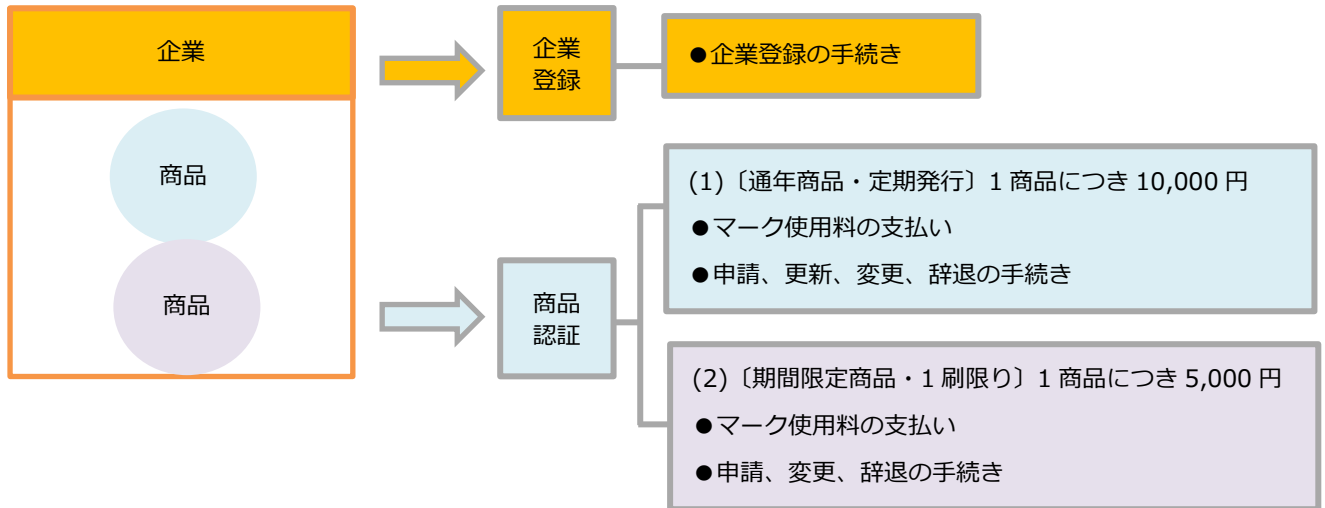 企業
商品
商品
企業
登録
●企業登録の手続き
商品
認証
(1)〔通年商品・定期発行〕1 商品につき 10,000 円
●マーク使用料の支払い
●申請、更新、変更、辞退の手続き
(2)〔期間限定商品・1 刷限り〕1 商品につき 5,000 円
●マーク使用料の支払い
●申請、変更、辞退の手続き